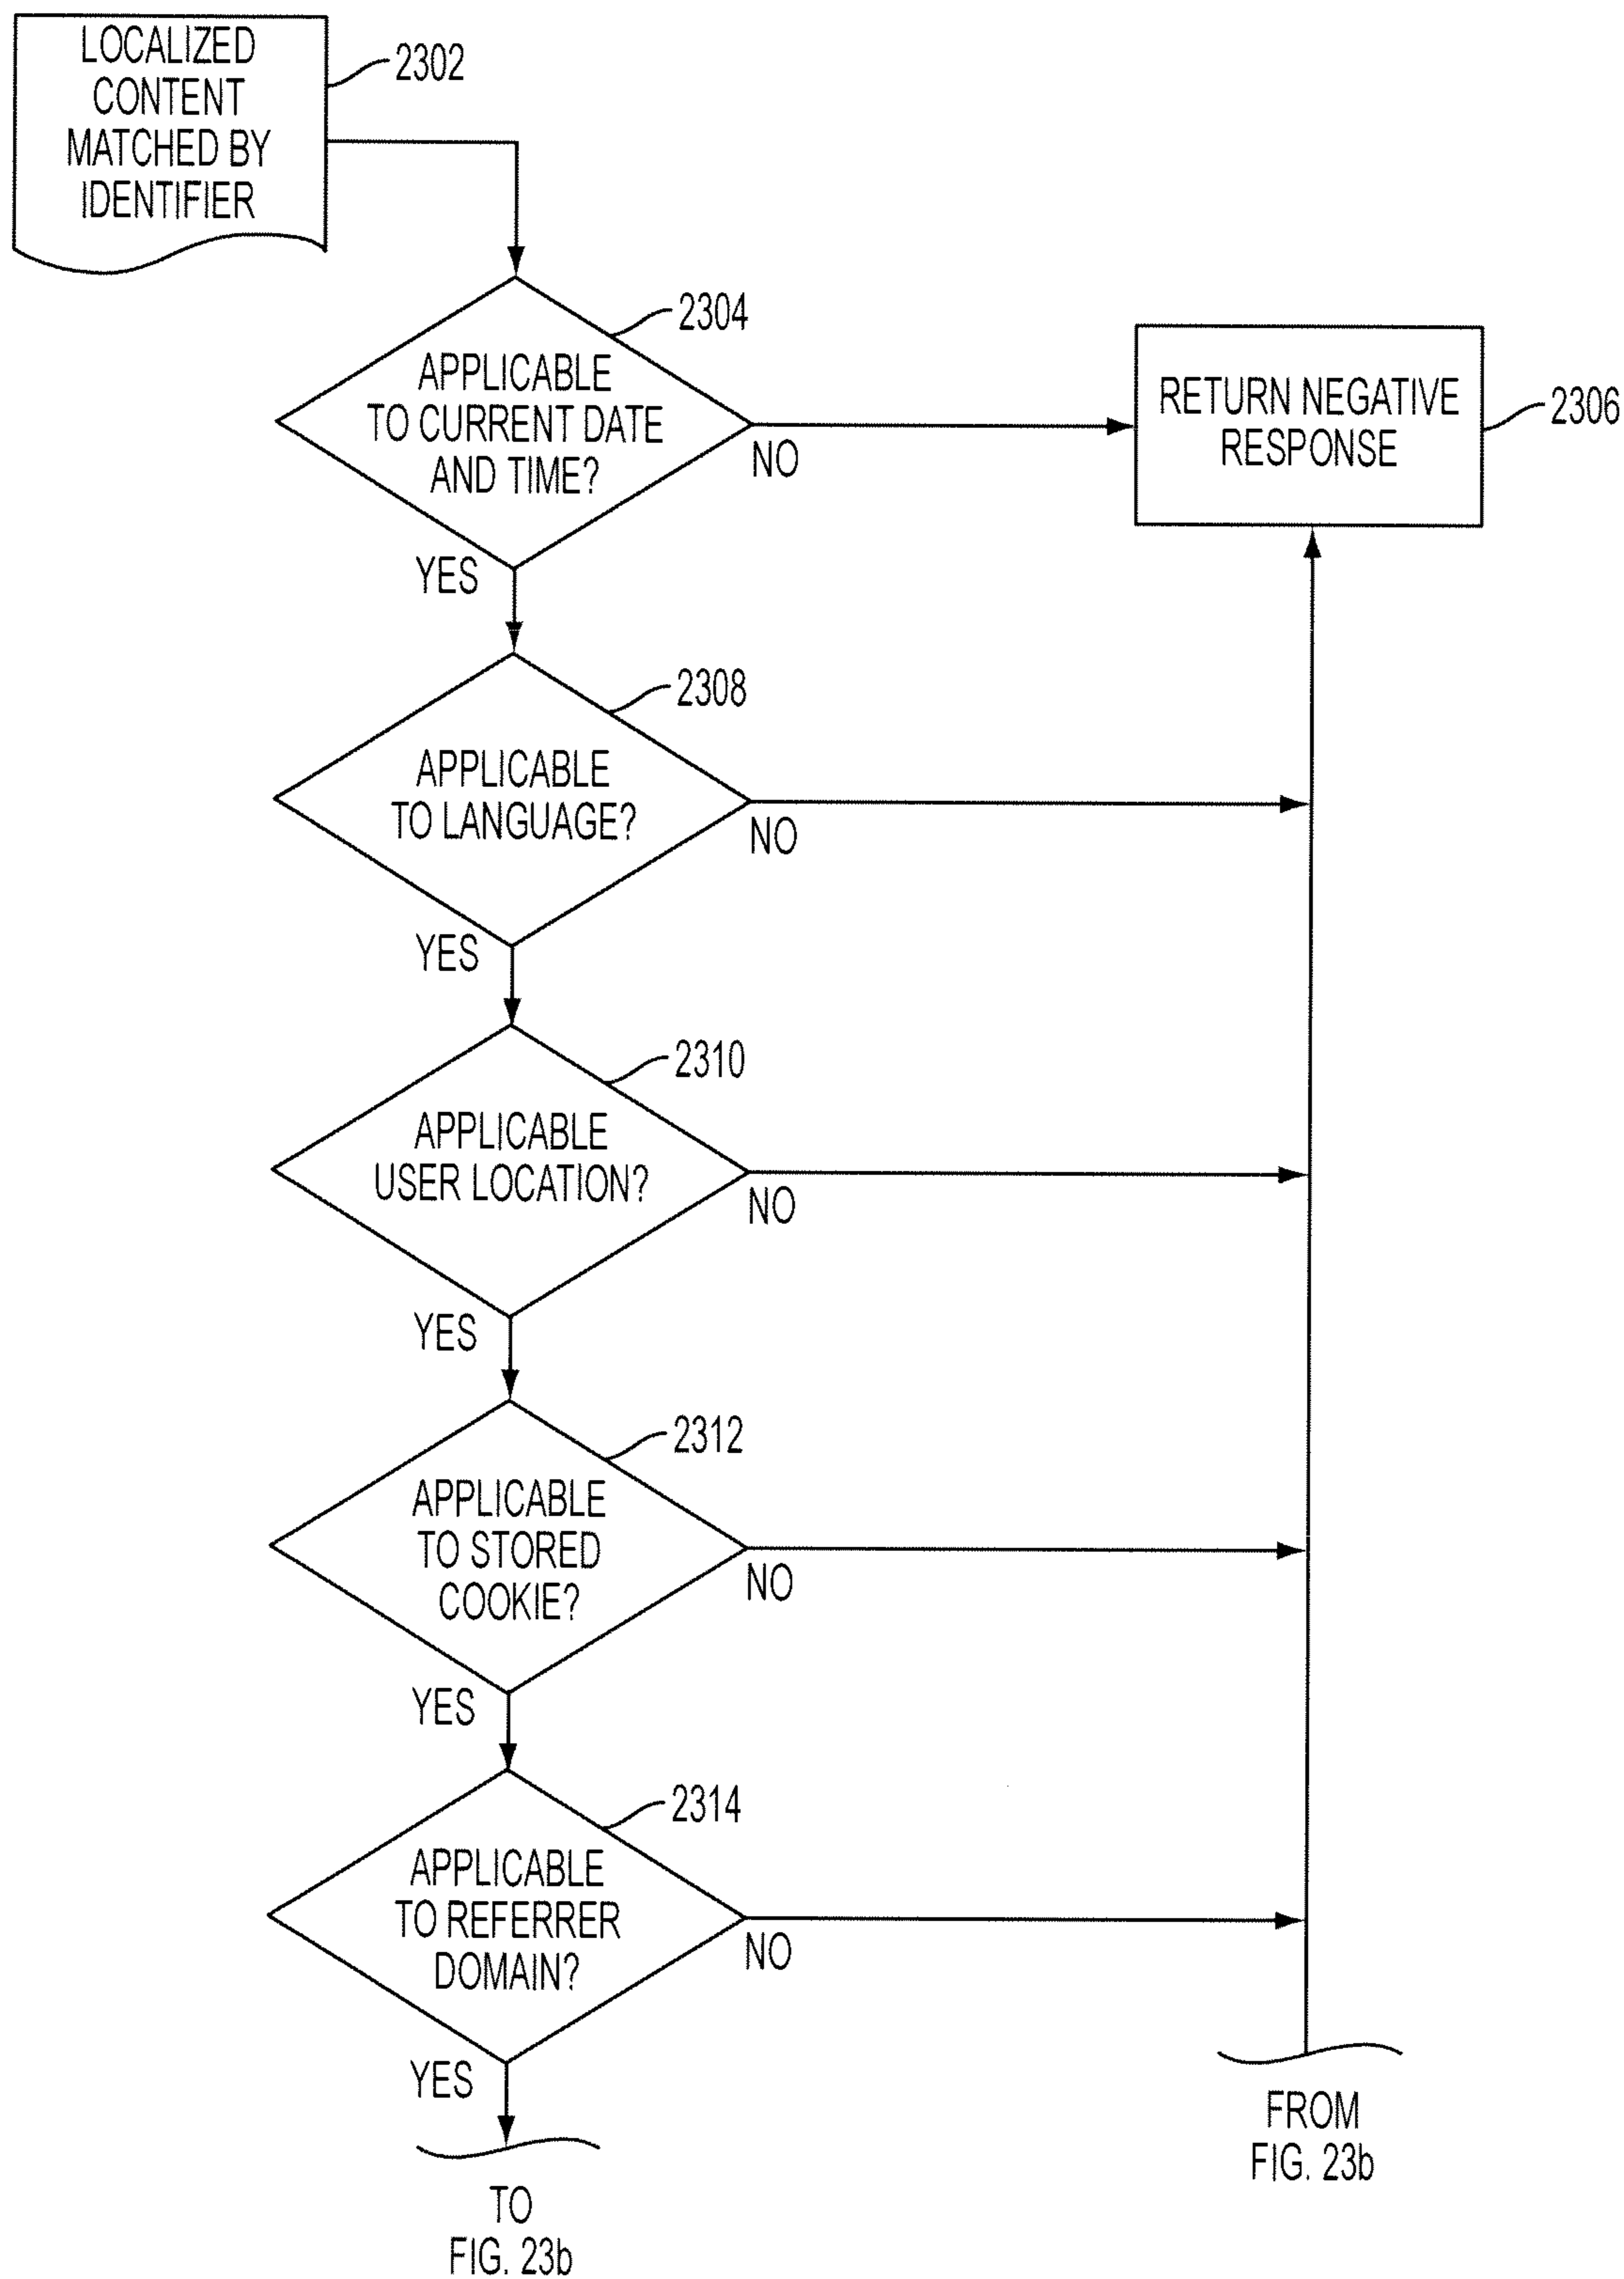 LOCALIZED
CONTENT
MATCHED BY
IDENTIFIER
2302
2304
APPLICABLE
TO CURRENT DATE
AND TIME?
NO
YES
RETURN NEGATIVE
RESPONSE
2306
2308
APPLICABLE
TO LANGUAGE?
NO
YES
2310
APPLICABLE
USER LOCATION?
NO
YES
2312
APPLICABLE
TO STORED
COOKIE?
NO
YES
2314
APPLICABLE
TO REFERRER
DOMAIN?
NO
YES
TO
FIG. 23b
FROM
FIG. 23b